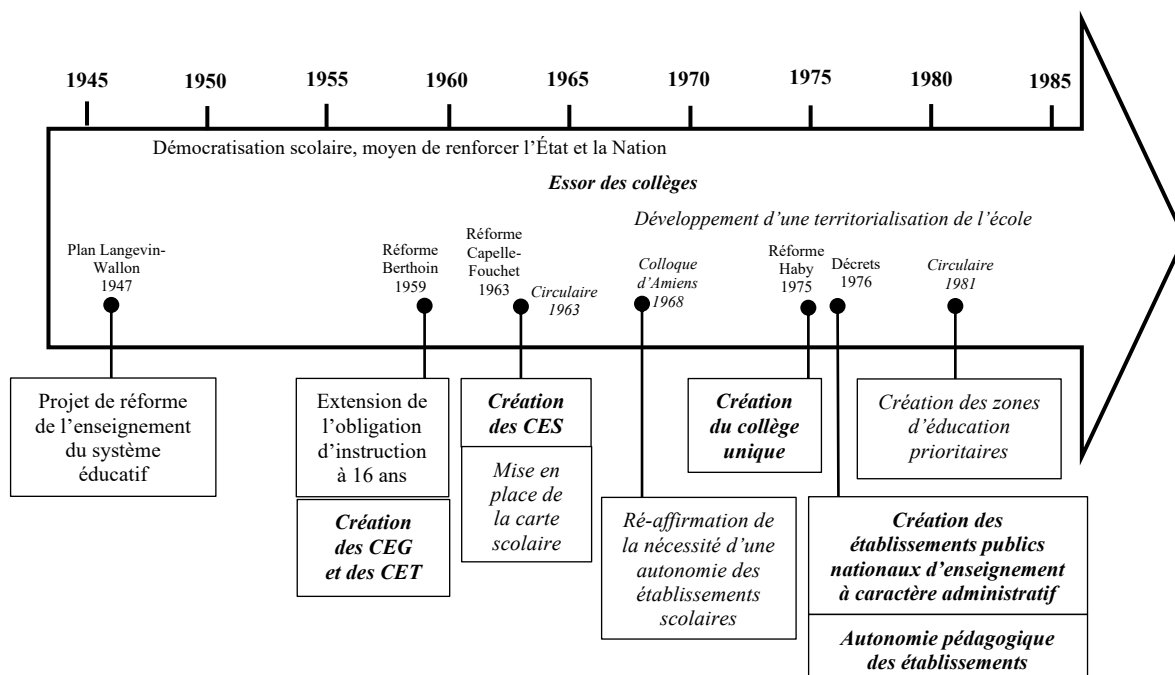 1945 1950 1955 1960 1965 1970 1975 1980 1985
Démocratisation scolaire, moyen de renforcer l’État et la Nation
Essor des collèges
Développement d’une territorialisation de l’école
Plan Langevin-
Wallon
1947
Réforme
Berthoin
1959
Réforme
Capelle-
Fouchet
1963
Circulaire
1963
Colloque
d’Amiens
1968
Réforme
Haby
1975
Décrets
1976
Circulaire
1981
Projet de réforme
de l’enseignement
du système
éducatif
Extension de
l’obligation
d’instruction
à 16 ans
Création
des CEG
et des CET
Création
des CES
Mise en
place de
la carte
scolaire
Ré-affirmation de
la nécessité d’une
autonomie des
établissements
scolaires
Création
du collège
unique
Création des zones
d’éducation
prioritaires
Création des
établissements publics
nationaux d’enseignement
à caractère administratif
Autonomie pédagogique
des établissements